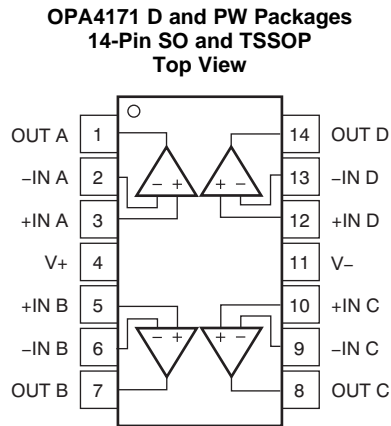 OPA4171 D and PW Packages
14-Pin SO and TSSOP
Top View
OUT A 1 14 OUT D
−IN A 2 13 −IN D
− + + −
+IN A 3 12 +IN D
V+ 4 11 V−
+IN B 5 10 +IN C
− + + −
−IN B 6 9 −IN C
OUT B 7 8 OUT C